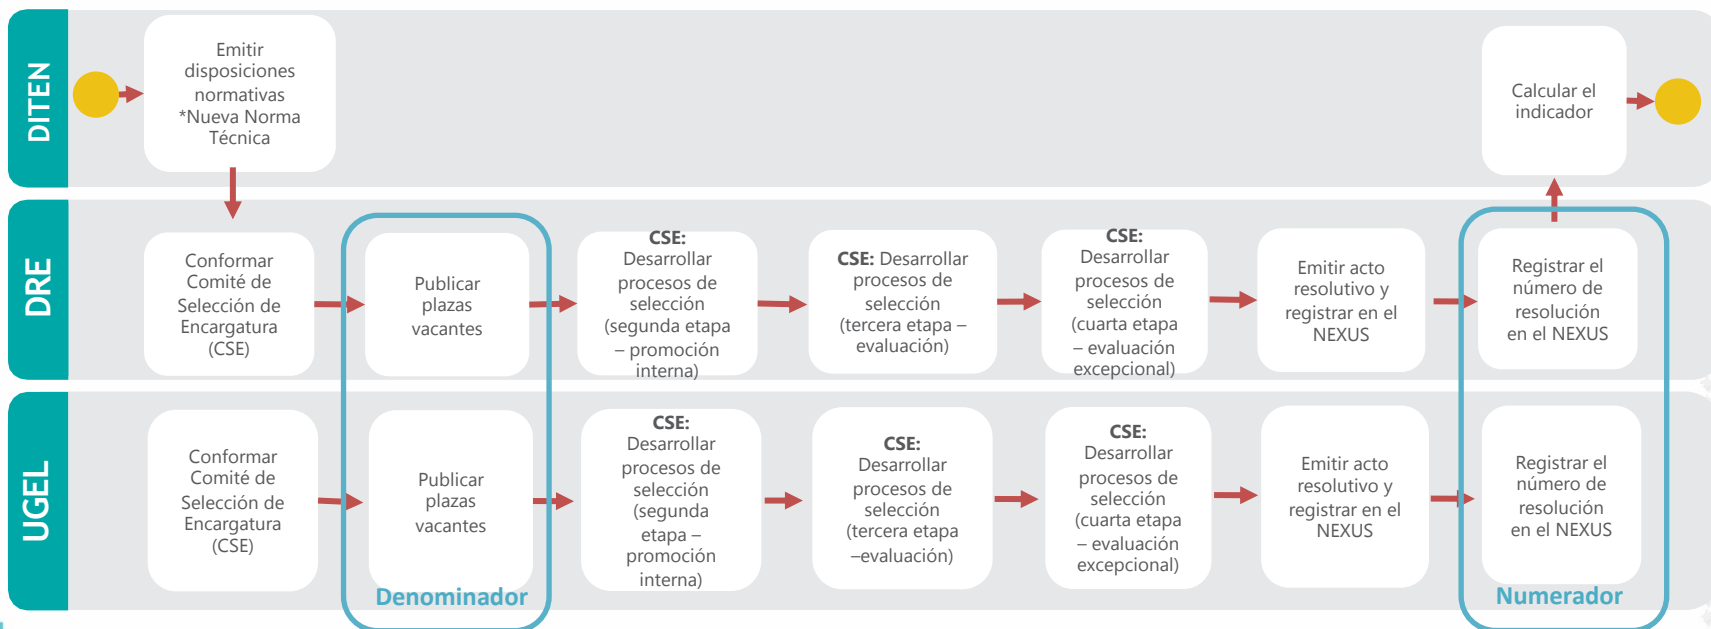 DITEN
Emitir
disposiciones
normativas
*Nueva Norma
Técnica
Calcular el
indicador
DRE
Conformar
Comité de
Selección de
Encargatura
(CSE)
Publicar
plazas
vacantes
CSE:
Desarrollar
procesos de
selección
(segunda etapa
– promoción
interna)
CSE: Desarrollar
procesos de
selección
(tercera etapa –
evaluación)
CSE:
Desarrollar
procesos de
selección
(cuarta etapa
– evaluación
excepcional)
Emitir acto
resolutivo y
registrar en el
NEXUS
Registrar el
número de
resolución
en el NEXUS
UGEL
Conformar
Comité de
Selección de
Encargatura
(CSE)
Publicar
plazas
vacantes
CSE:
Desarrollar
procesos de
selección
(segunda
etapa –
promoción
interna)
CSE:
Desarrollar
procesos de
selección
(tercera etapa
–evaluación)
CSE:
Desarrollar
procesos de
selección
(cuarta etapa
– evaluación
excepcional)
Emitir acto
resolutivo y
registrar en el
NEXUS
Registrar el
número de
resolución
en el NEXUS
Denominador
Numerador